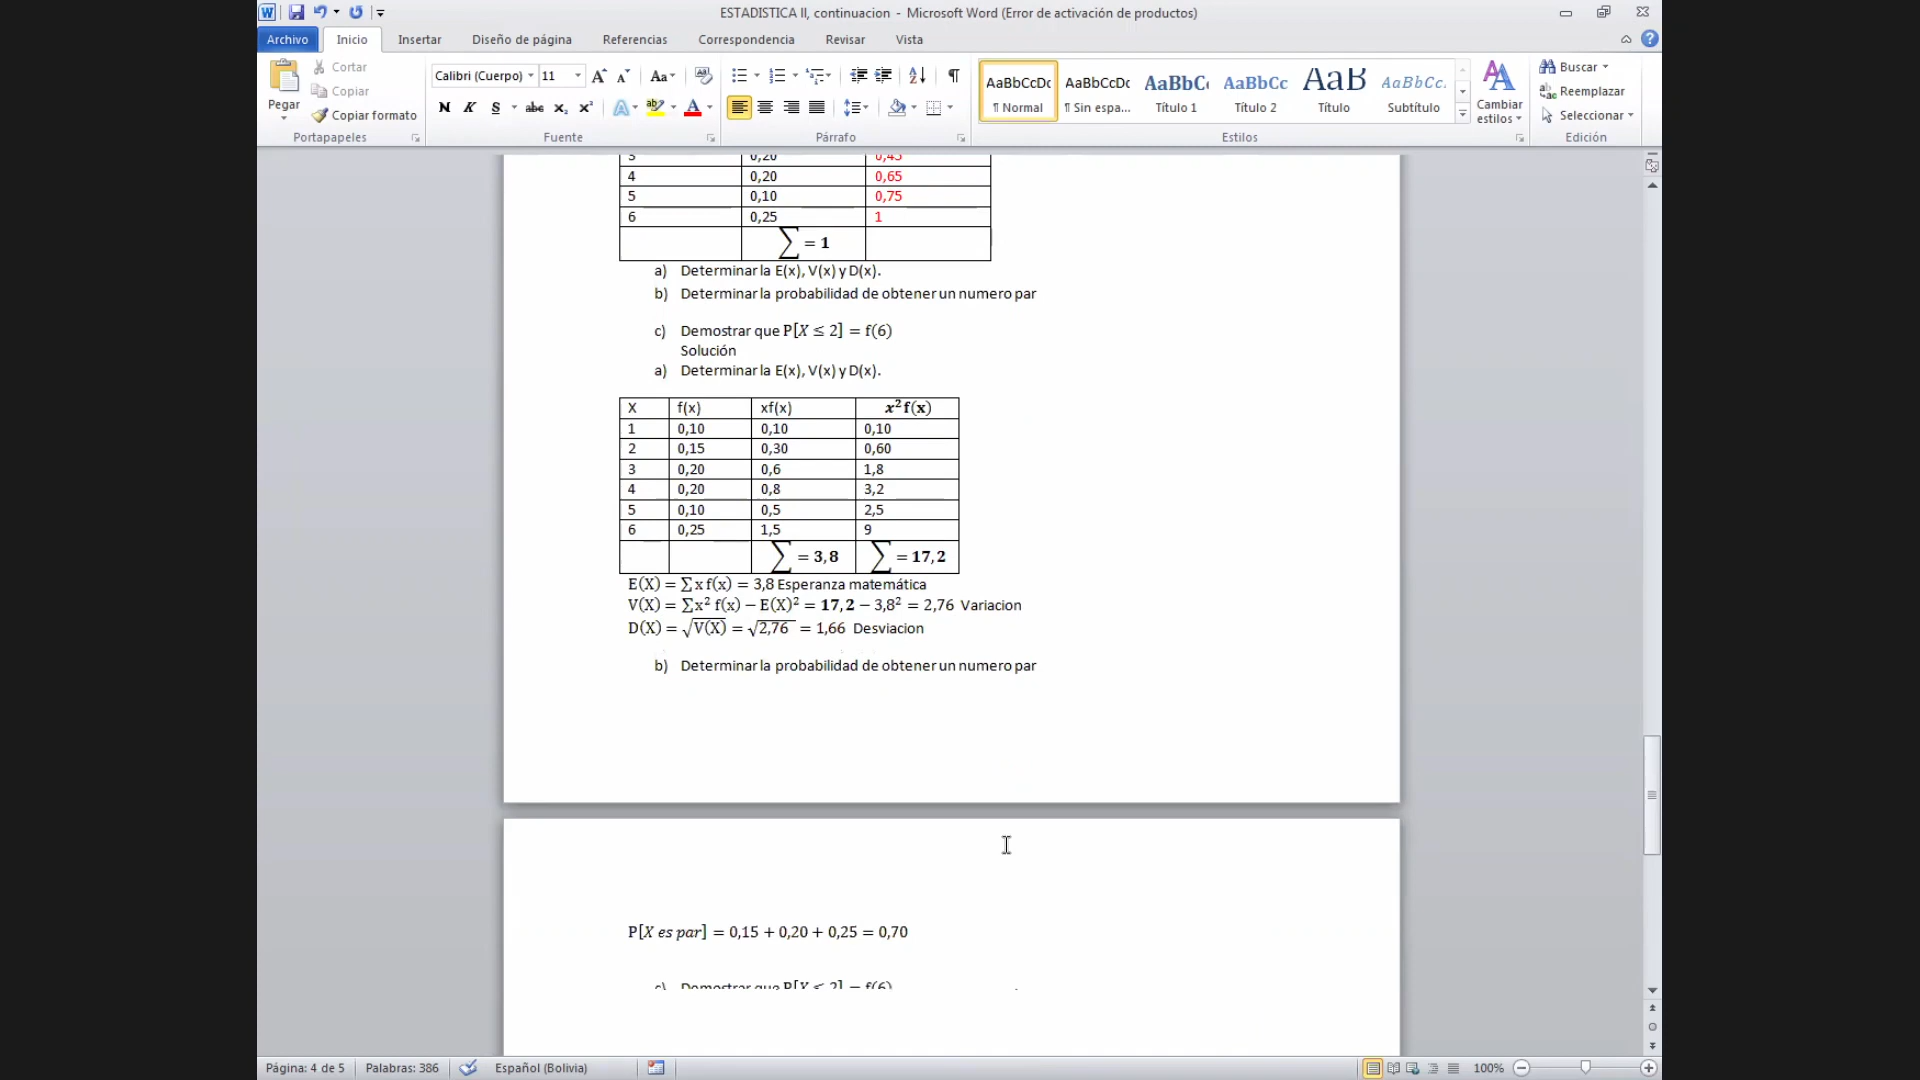 ESTADISTICA II, continuacion - Microsoft Word (Error de activación de productos)
Archivo Inicio Insertar Diseño de página Referencias Correspondencia Revisar Vista
Pegar
Cortar
Copiar
Copiar formato
Portapapeles
Calibri (Cuerpo) 11
Fuente
Párrafo
AaBbCcDc AaBbCcDc AaBbC AaBbCc AaB AaBbCc.
¶ Normal ¶ Sin espa... Título 1 Título 2 Título Subtítulo
Estilos
Cambiar estilos
Buscar
Reemplazar
Seleccionar
Edición
3 0,20 0,45
4 0,20 0,65
5 0,10 0,75
6 0,25 1
∑ = 1
a) Determinar la E(x), V(x) y D(x).
b) Determinar la probabilidad de obtener un numero par
c) Demostrar que P[X ≤ 2] = f(6)
Solución
a) Determinar la E(x), V(x) y D(x).
X f(x) xf(x) x² f(x)
1 0,10 0,10 0,10
2 0,15 0,30 0,60
3 0,20 0,6 1,8
4 0,20 0,8 3,2
5 0,10 0,5 2,5
6 0,25 1,5 9
∑ = 3,8 ∑ = 17,2
E(X) = ∑x f(x) = 3,8 Esperanza matemática
V(X) = ∑x² f(x) − E(X)² = 17,2 − 3,8² = 2,76 Variacion
D(X) = √V(X) = √2,76 = 1,66 Desviacion
b) Determinar la probabilidad de obtener un numero par
P[X es par] = 0,15 + 0,20 + 0,25 = 0,70
c) Demostrar que P[X ≤ 2] = f(6)
Página: 4 de 5 Palabras: 386 Español (Bolivia) 100%